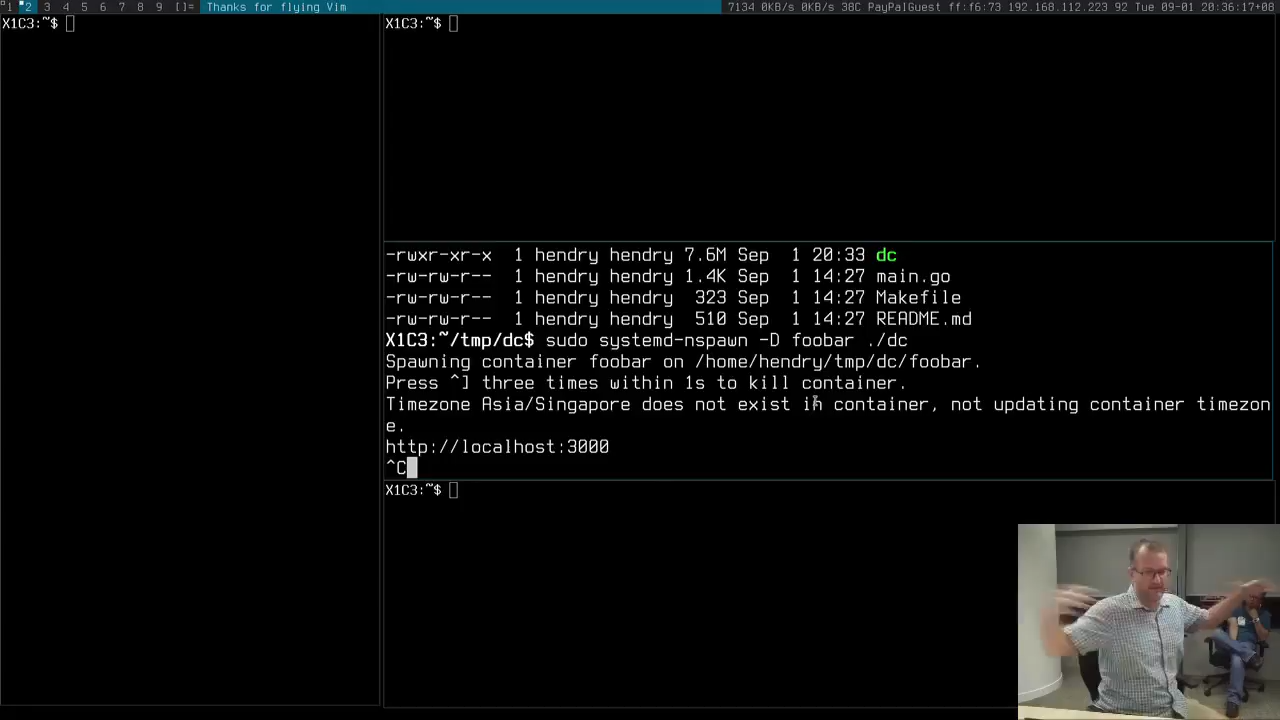 1 2 3 4 5 6 7 8 9 []= Thanks for flying Vim 7134 0KB/s 0KB/s 38C PayPalGuest ff:f6:73 192.168.112.223 92 Tue 09-01 20:36:17+08
X1C3:~$
X1C3:~$
-rwxr-xr-x 1 hendry hendry 7.6M Sep 1 20:33 dc
-rw-rw-r-- 1 hendry hendry 1.4K Sep 1 14:27 main.go
-rw-rw-r-- 1 hendry hendry 323 Sep 1 14:27 Makefile
-rw-rw-r-- 1 hendry hendry 510 Sep 1 14:27 README.md
X1C3:~/tmp/dc$ sudo systemd-nspawn -D foobar ./dc
Spawning container foobar on /home/hendry/tmp/dc/foobar.
Press ^] three times within 1s to kill container.
Timezone Asia/Singapore does not exist in container, not updating container timezon
e.
http://localhost:3000
^C
X1C3:~$